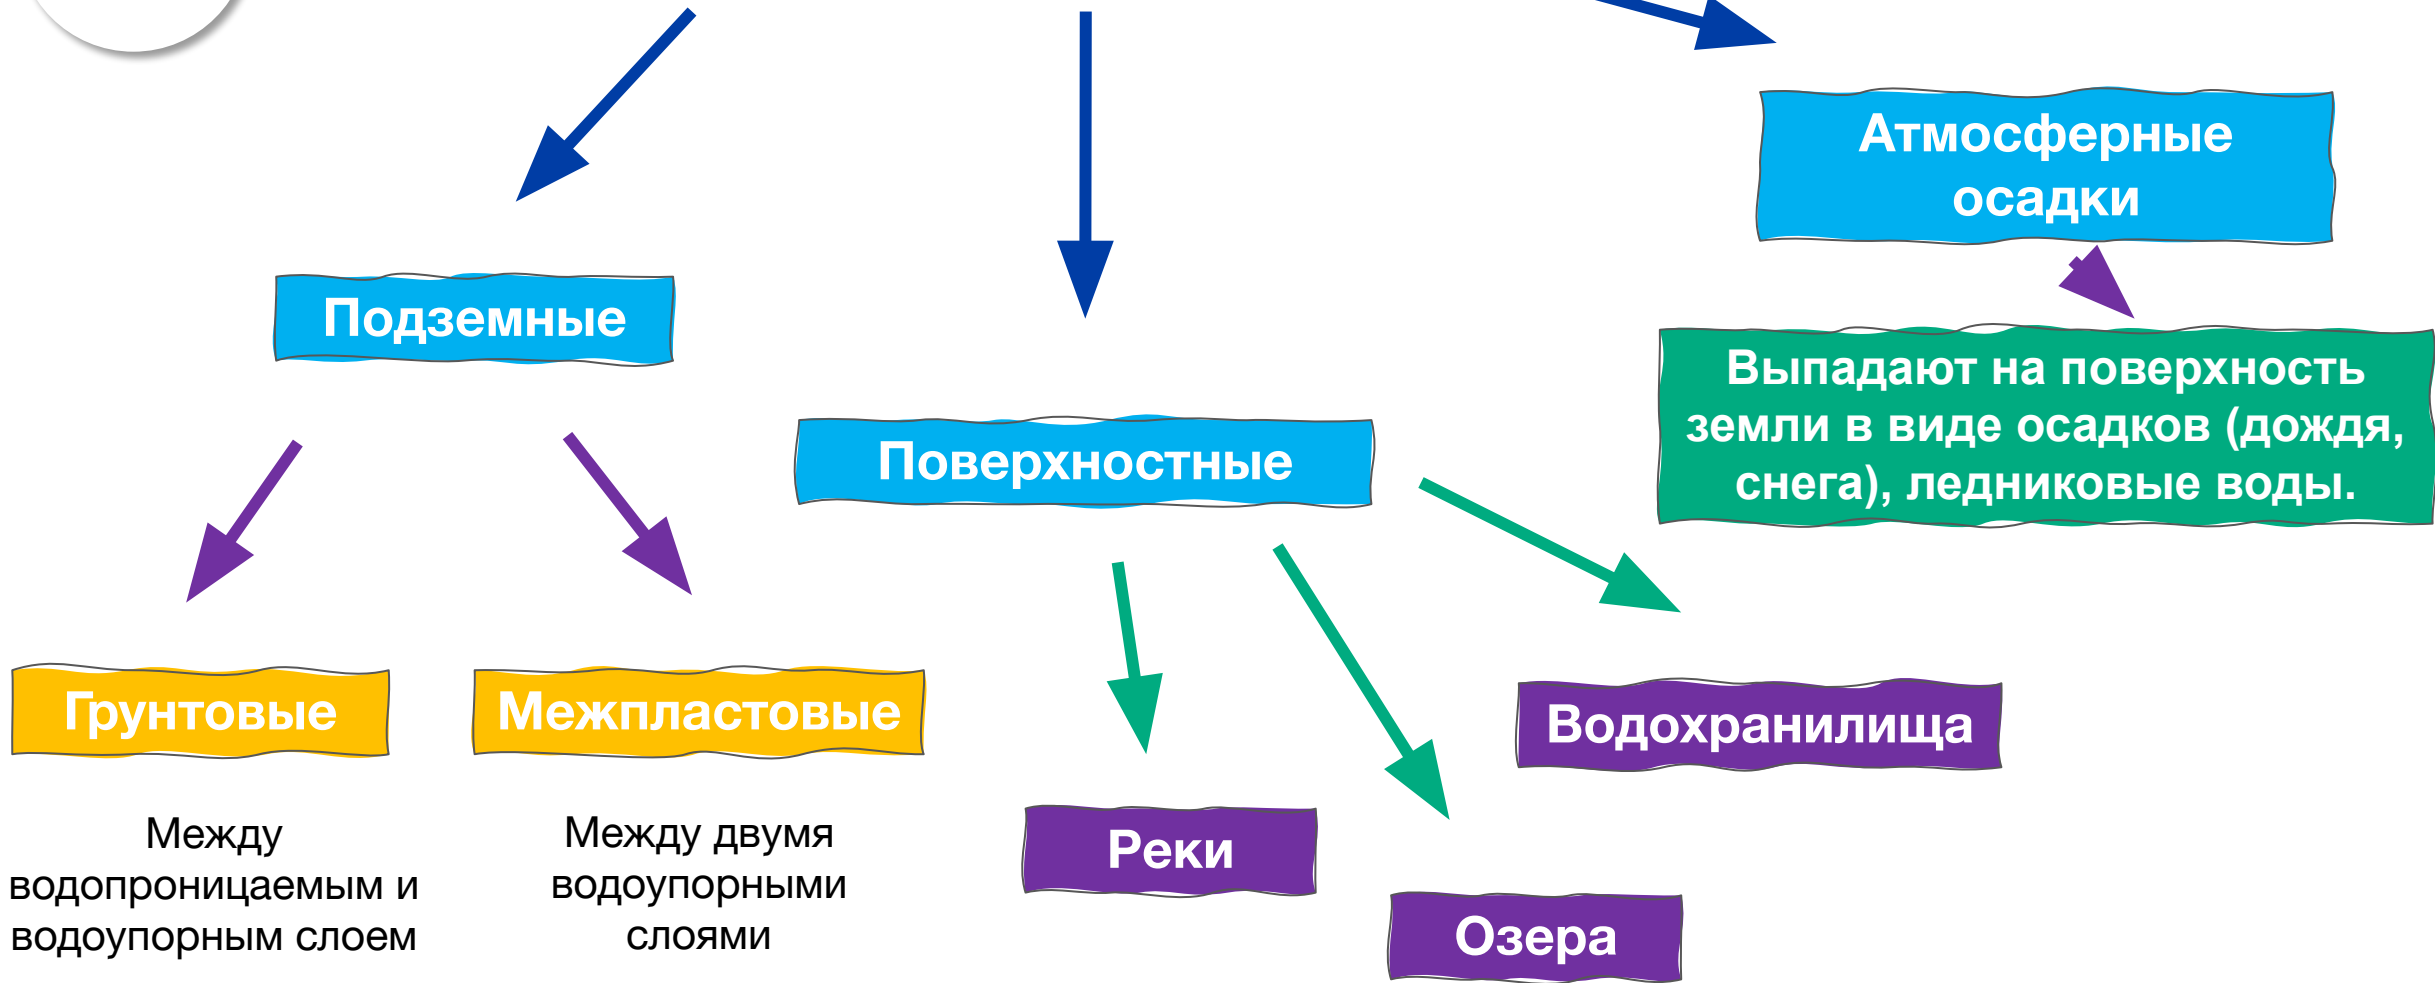 Атмосферные
осадки
Подземные
Выпадают на поверхность
земли в виде осадков (дождя,
снега), ледниковые воды.
Поверхностные
Грунтовые
Межпластовые
Водохранилища
Между
водопроницаемым и
водоупорным слоем
Между двумя
водоупорными
слоями
Реки
Озера